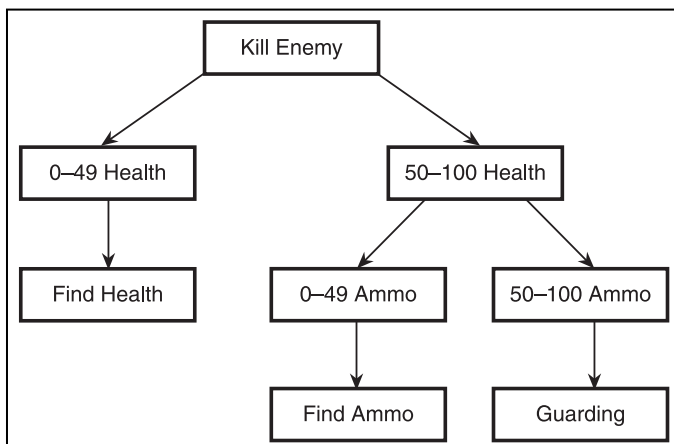 Kill Enemy
0–49 Health
50–100 Health
Find Health
0–49 Ammo
50–100 Ammo
Find Ammo
Guarding